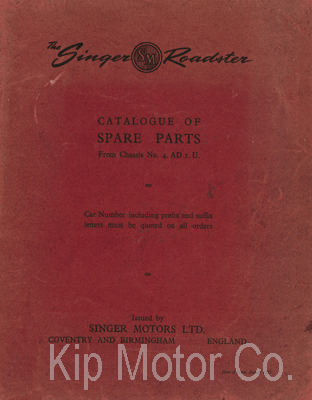 The Singer SM Roadster
CATALOGUE OF
SPARE PARTS
From Chassis No. 4. AD 1. U.
Car Number including prefix and suffix
letters must be quoted on all orders
Issued by
SINGER MOTORS LTD.
COVENTRY AND BIRMINGHAM ENGLAND
Kip Motor Co.